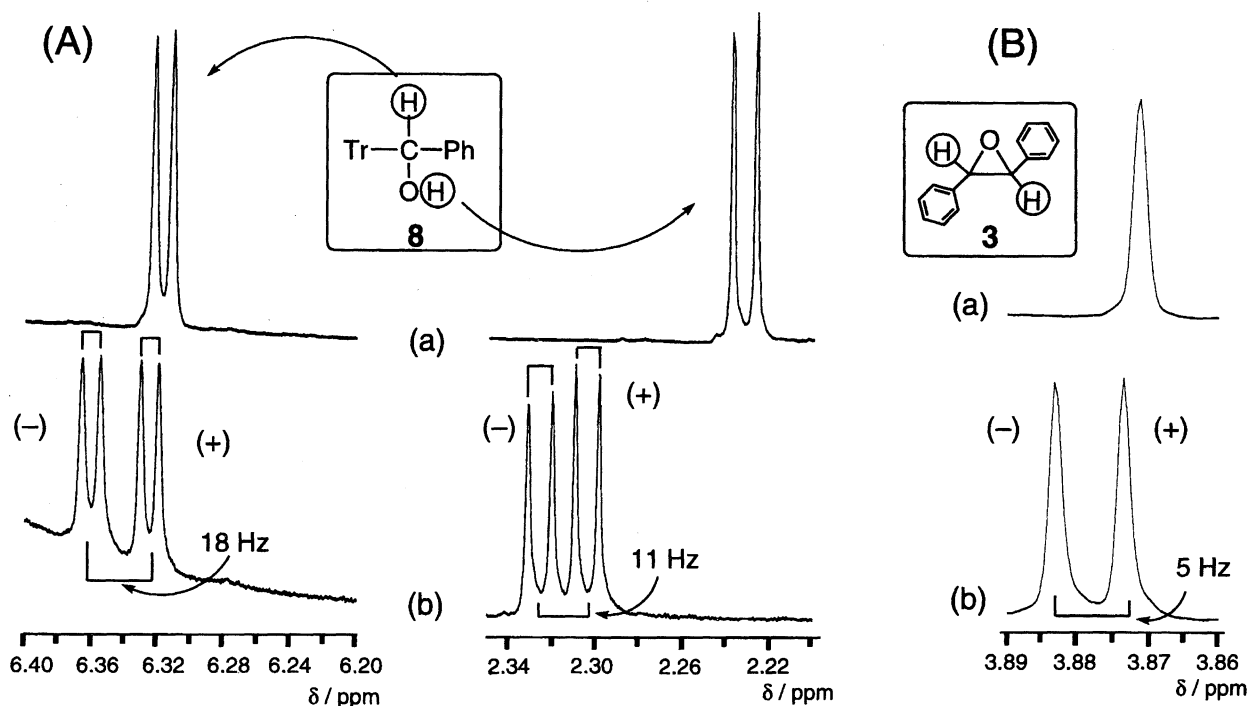 (A)
H
Tr–C–Ph
OH
8
(a)
(−)
(+)
18 Hz
(−)
(+)
11 Hz
(b)
6.40 6.36 6.32 6.28 6.24 6.20
δ / ppm
2.34 2.30 2.26 2.22
δ / ppm
(B)
H O
H
3
(a)
(−)
(+)
5 Hz
(b)
3.89 3.88 3.87 3.86
δ / ppm